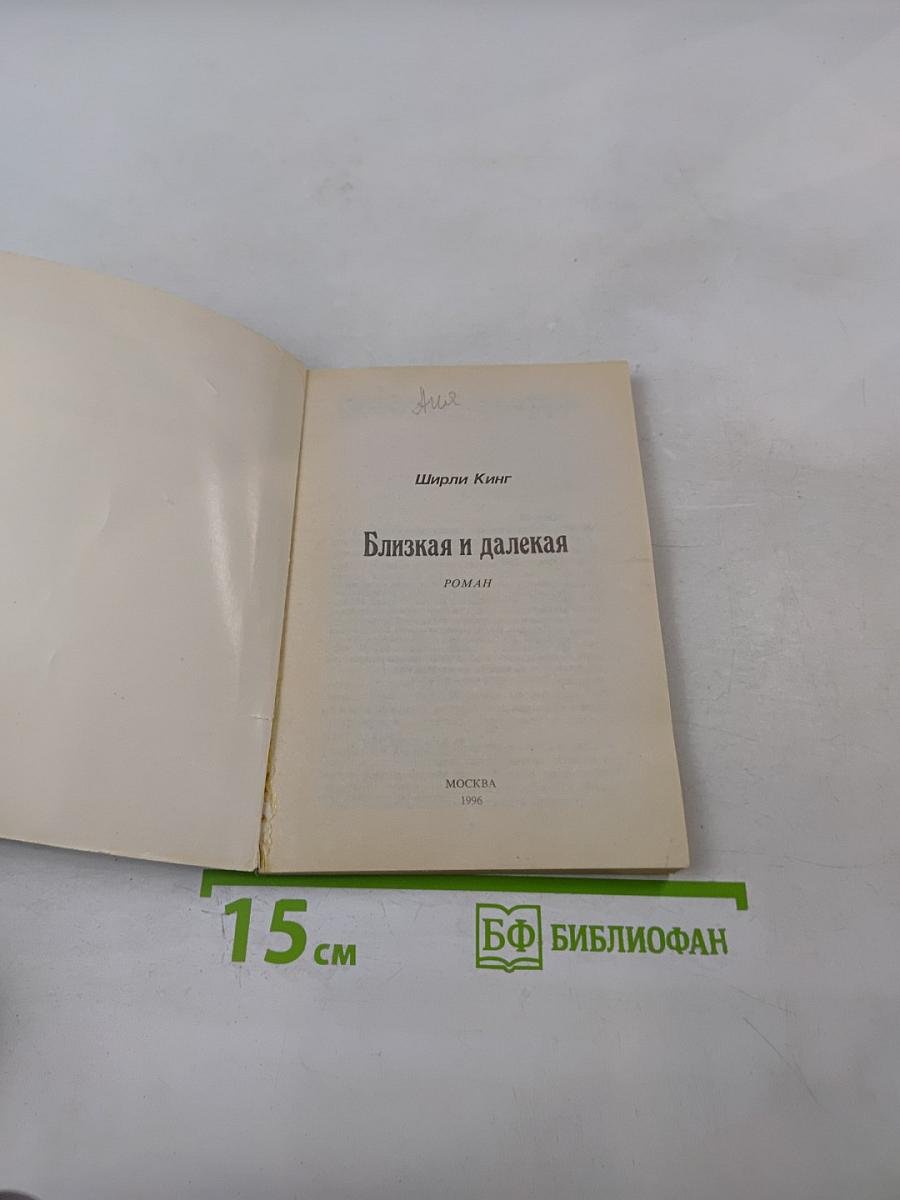 Аня
Ширли Кинг
Близкая и далекая
РОМАН
МОСКВА
1996
15 см
БФ БИБЛИОФАН